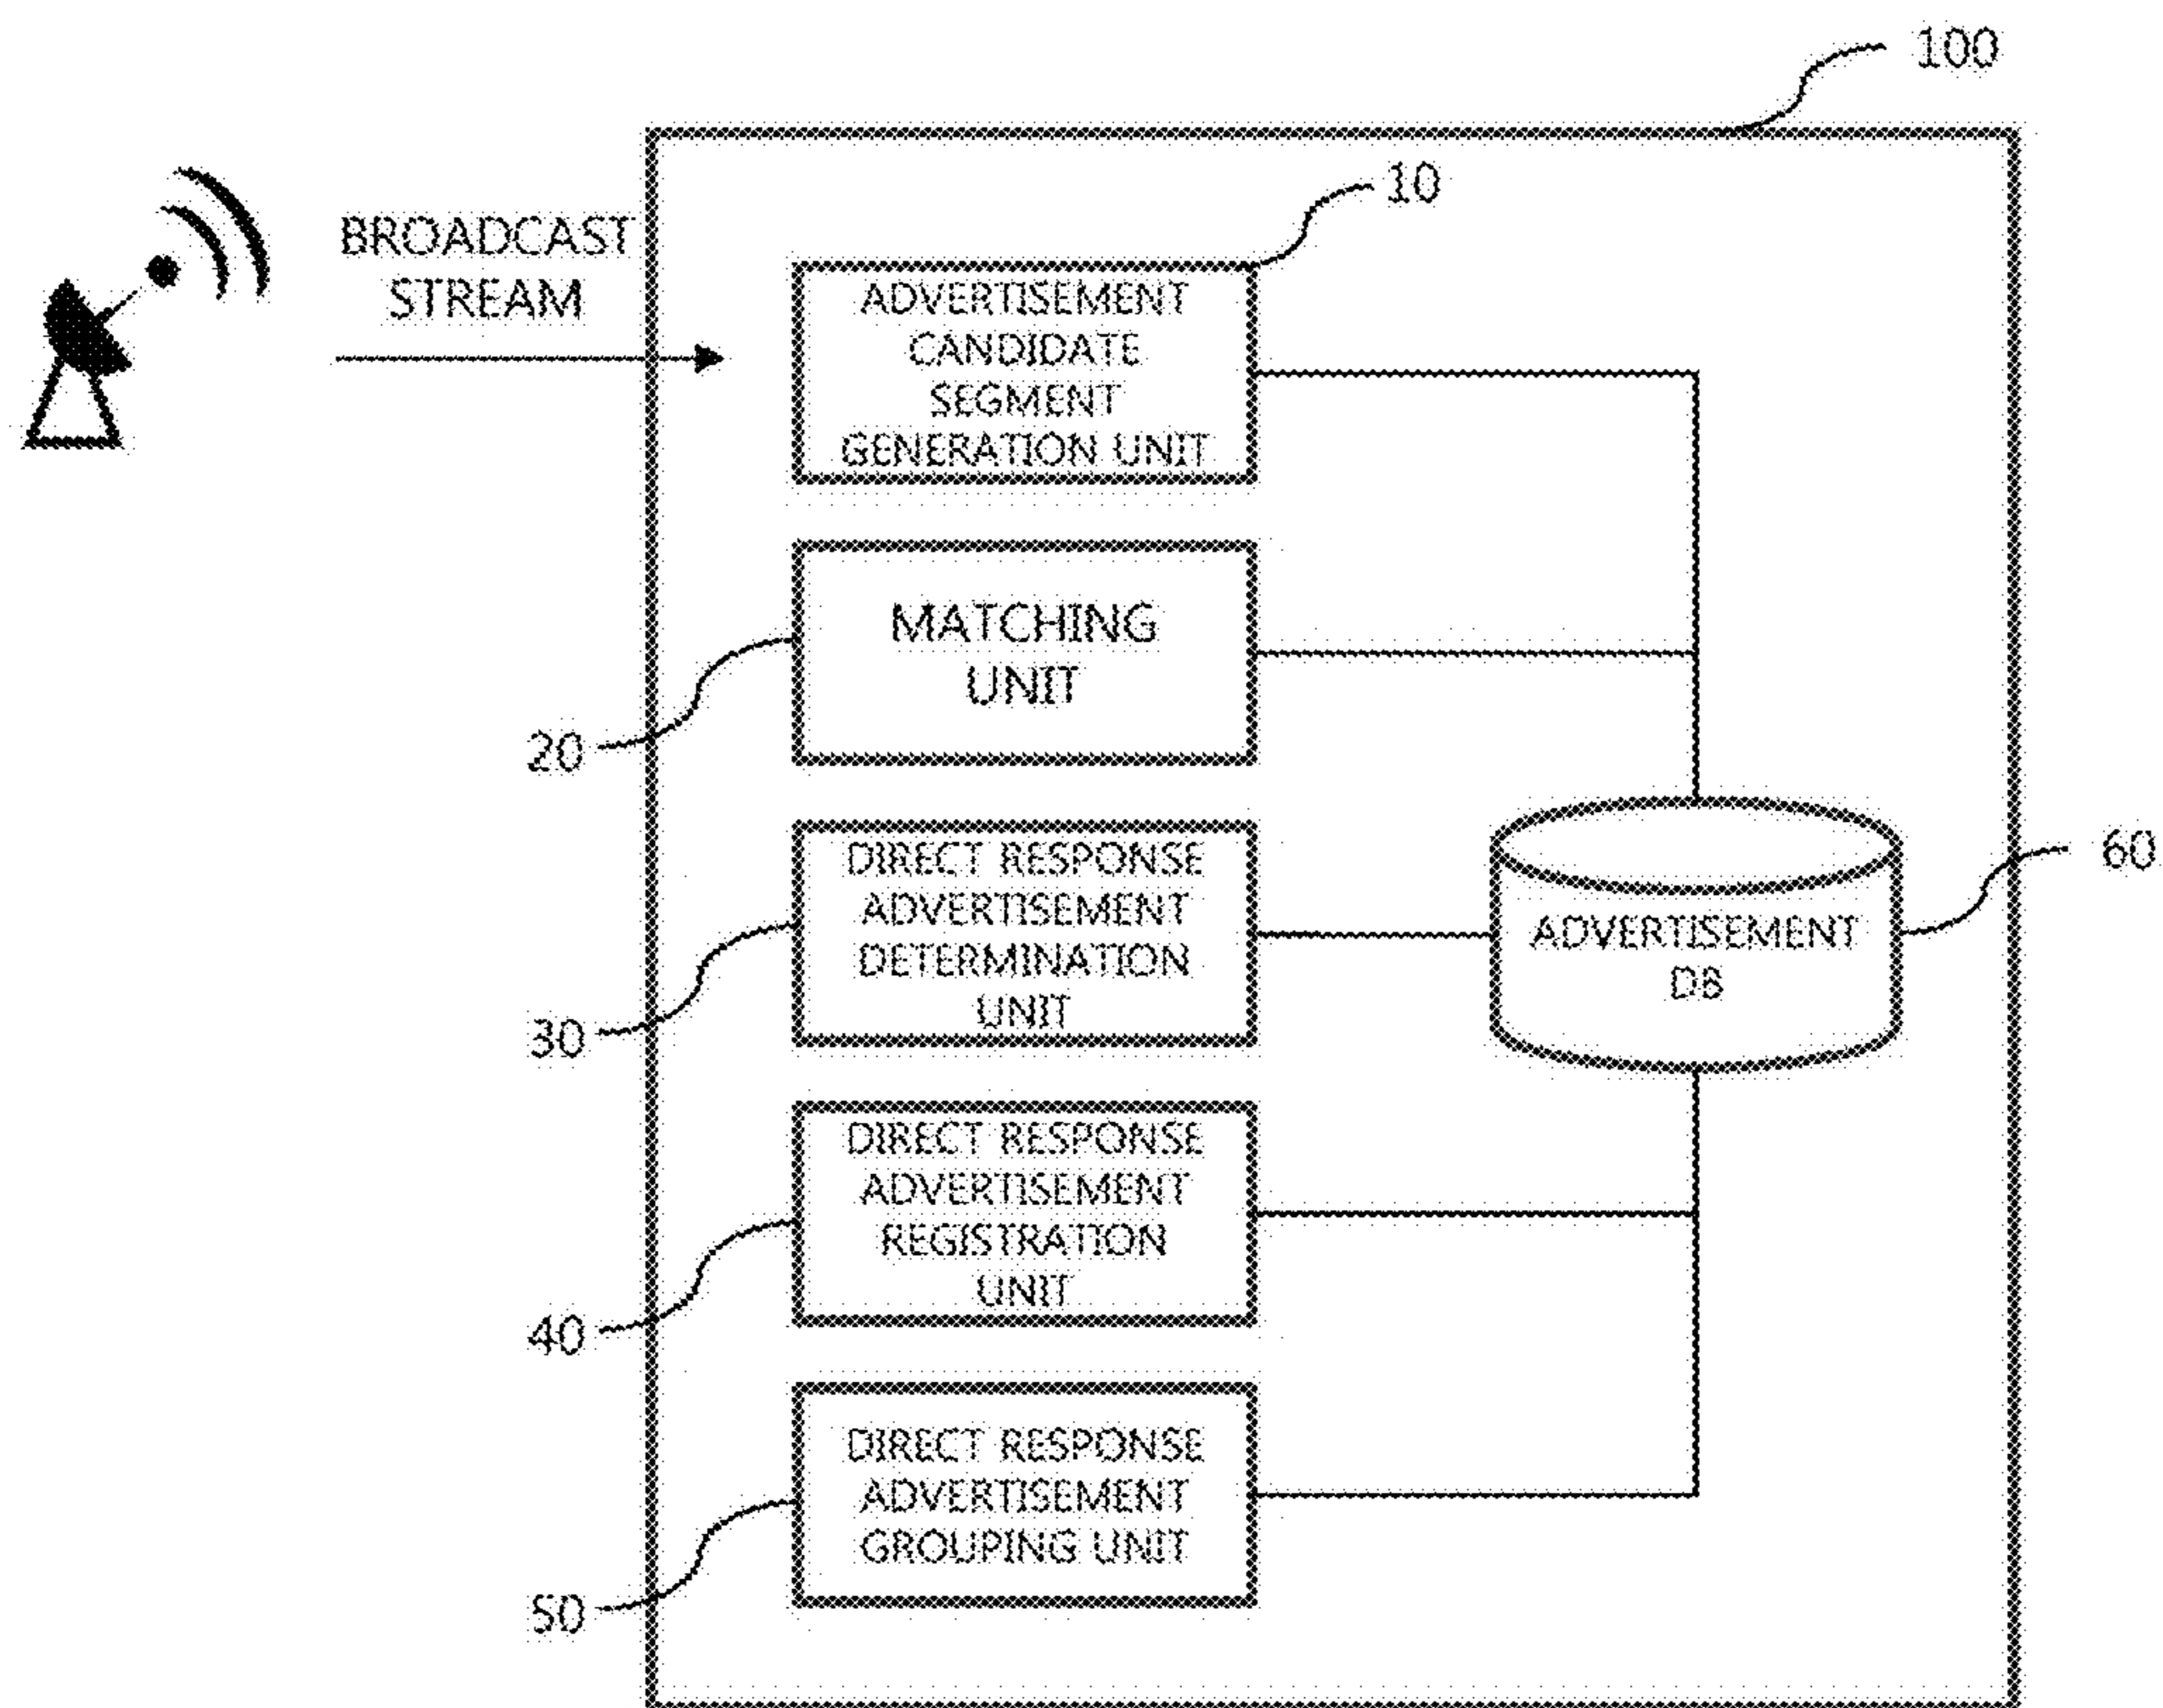 100
10
BROADCAST
STREAM
ADVERTISEMENT
CANDIDATE
SEGMENT
GENERATION UNIT
MATCHING
UNIT
20
DIRECT RESPONSE
ADVERTISEMENT
DETERMINATION
UNIT
30
ADVERTISEMENT
DB
60
DIRECT RESPONSE
ADVERTISEMENT
REGISTRATION
UNIT
40
DIRECT RESPONSE
ADVERTISEMENT
GROUPING UNIT
50